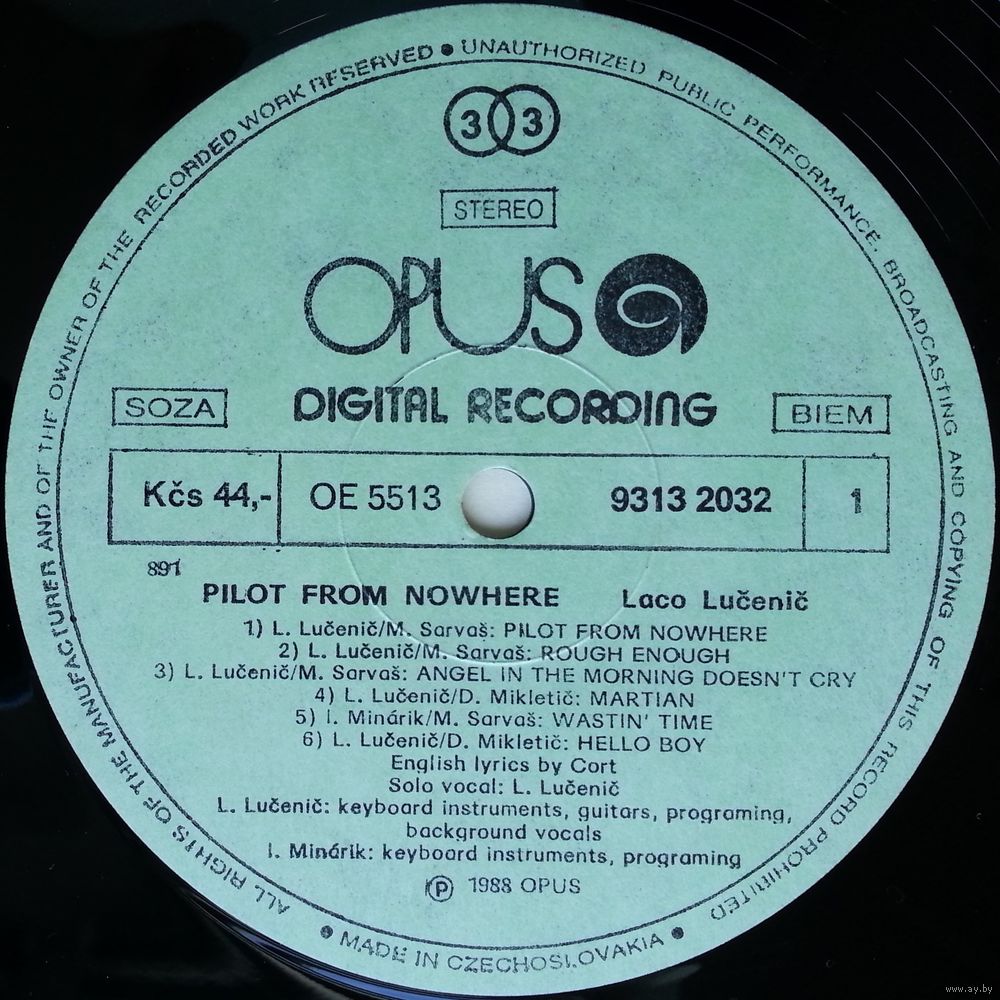 ALL RIGHTS OF THE MANUFACTURER AND OF THE OWNER OF THE RECORDED WORK RESERVED ● UNAUTHORIZED PUBLIC PERFORMANCE, BROADCASTING AND COPYING OF THIS RECORD PROHIBITED
33
STEREO
OPUS
SOZA DIGITAL RECORDING BIEM
Kčs 44,- OE 5513 9313 2032 1
891
PILOT FROM NOWHERE Laco Lučenič
1) L. Lučenič/M. Sarvaš: PILOT FROM NOWHERE
2) L. Lučenič/M. Sarvaš: ROUGH ENOUGH
3) L. Lučenič/M. Sarvaš: ANGEL IN THE MORNING DOESN'T CRY
4) L. Lučenič/D. Mikletič: MARTIAN
5) I. Minárik/M. Sarvaš: WASTIN' TIME
6) L. Lučenič/D. Mikletič: HELLO BOY
English lyrics by Cort
Solo vocal: L. Lučenič
L. Lučenič: keyboard instruments, guitars, programing,
background vocals
I. Minárik: keyboard instruments, programing
Ⓟ 1988 OPUS
● MADE IN CZECHOSLOVAKIA ●
www.ay.by